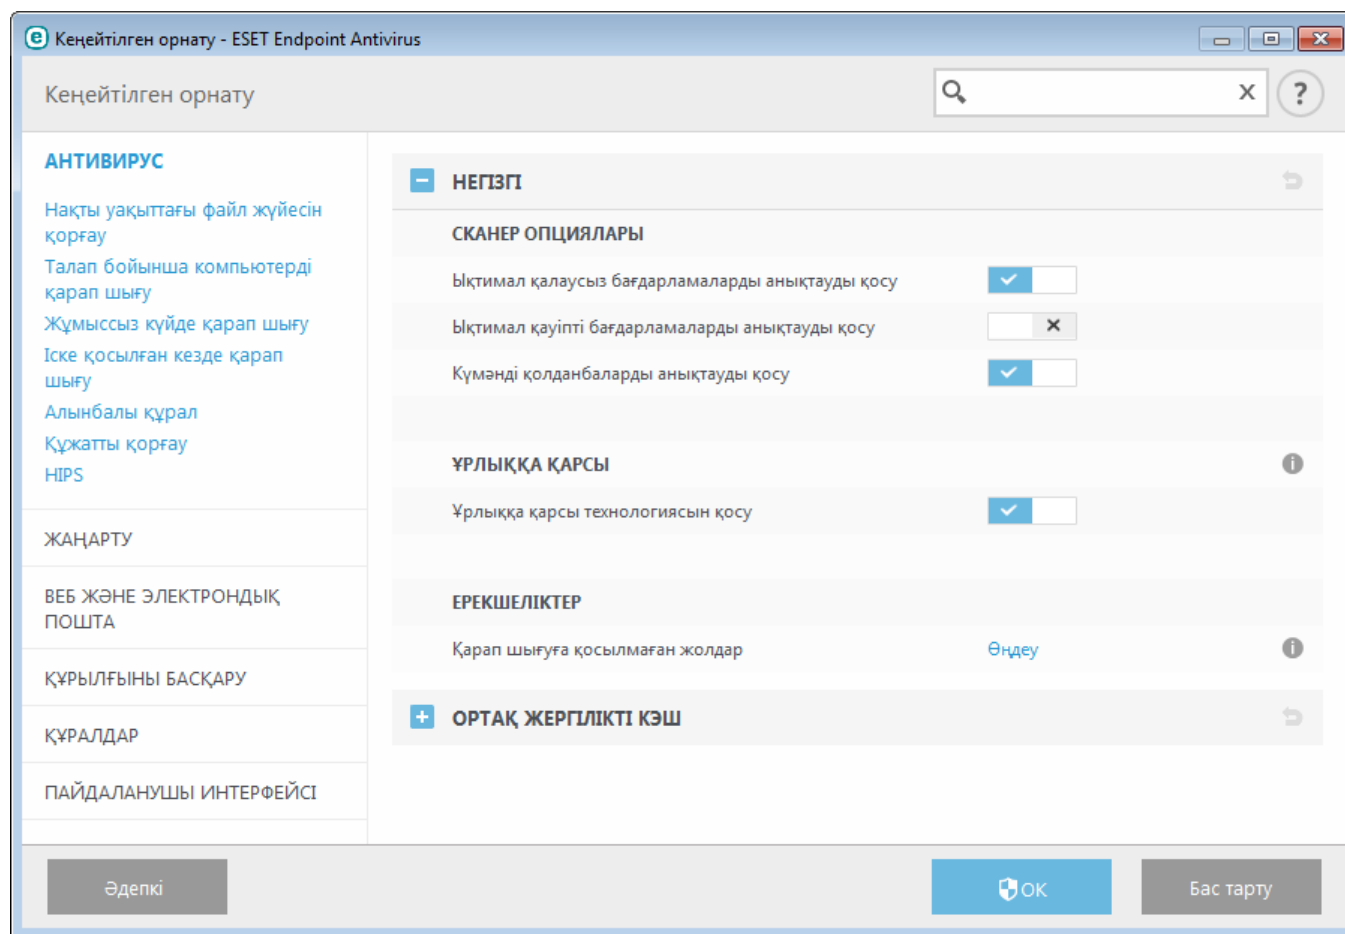 Кеңейтілген орнату - ESET Endpoint Antivirus
Кеңейтілген орнату
АНТИВИРУС
Нақты уақыттағы файл жүйесін
қорғау
Талап бойынша компьютерді
қарап шығу
Жұмыссыз күйде қарап шығу
Іске қосылған кезде қарап
шығу
Алынбалы құрал
Құжатты қорғау
HIPS
ЖАҢАРТУ
ВЕБ ЖӘНЕ ЭЛЕКТРОНДЫҚ
ПОШТА
ҚҰРЫЛҒЫНЫ БАСҚАРУ
ҚҰРАЛДАР
ПАЙДАЛАНУШЫ ИНТЕРФЕЙСІ
НЕГІЗГІ
СКАНЕР ОПЦИЯЛАРЫ
Ықтимал қалаусыз бағдарламаларды анықтауды қосу
Ықтимал қауіпті бағдарламаларды анықтауды қосу
Күмәнді қолданбаларды анықтауды қосу
ҰРЛЫҚҚА ҚАРСЫ
Ұрлыққа қарсы технологиясын қосу
ЕРЕКШЕЛІКТЕР
Қарап шығуға қосылмаған жолдар Өңдеу
ОРТАҚ ЖЕРГІЛІКТІ КЭШ
Әдепкі
ОК
Бас тарту